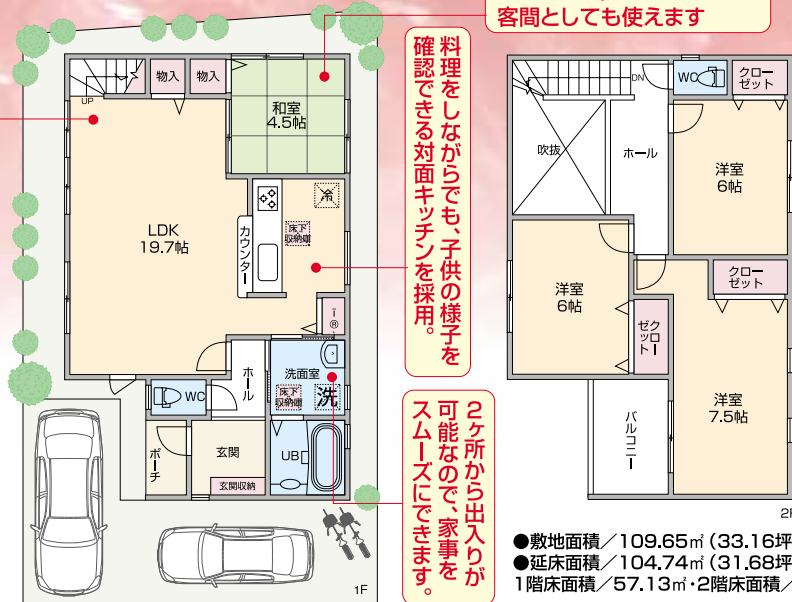 客間としても使えます
料理をしながらでも、子供の様子を
確認できる対面キッチンを採用。
2ヶ所から出入りが
可能なので、家事を
スムーズにできます。
UP
物入
物入
和室
4.5帖
LDK
19.7帖
カウンター
冷
床下
収納庫
洗面室
床下
収納庫
洗
ホール
WC
UB
ポーチ
玄関
玄関収納
1F
DN
WC
クロー
ゼット
吹抜
ホール
洋室
6帖
洋室
6帖
クロー
ゼット
クロー
ゼット
洋室
7.5帖
バルコニー
●敷地面積／109.65㎡（33.16坪
●延床面積／104.74㎡（31.68坪
1階床面積／57.13㎡・2階床面積／